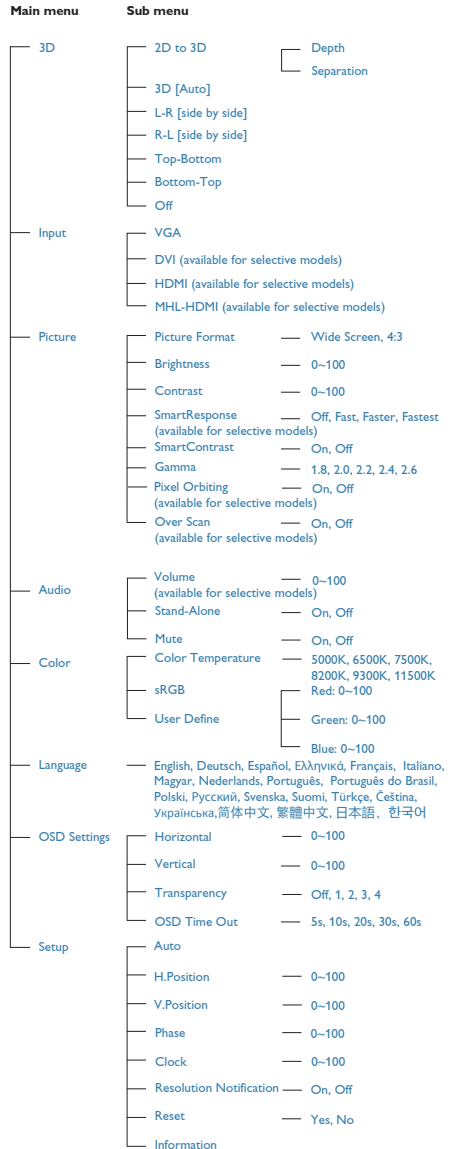 Main menu Sub menu
3D 2D to 3D Depth
Separation
3D [Auto]
L-R [side by side]
R-L [side by side]
Top-Bottom
Bottom-Top
Off
Input VGA
DVI (available for selective models)
HDMI (available for selective models)
MHL-HDMI (available for selective models)
Picture Picture Format Wide Screen, 4:3
Brightness 0~100
Contrast 0~100
SmartResponse Off, Fast, Faster, Fastest
(available for selective models)
SmartContrast On, Off
Gamma 1.8, 2.0, 2.2, 2.4, 2.6
Pixel Orbiting On, Off
(available for selective models)
Over Scan On, Off
(available for selective models)
Audio Volume 0~100
(available for selective models)
Stand-Alone On, Off
Mute On, Off
Color Color Temperature 5000K, 6500K, 7500K,
8200K, 9300K, 11500K
sRGB Red: 0~100
User Define Green: 0~100
Blue: 0~100
Language English, Deutsch, Español, Ελληνικά, Français, Italiano,
Magyar, Nederlands, Português, Português do Brasil,
Polski, Русский, Svenska, Suomi, Türkçe, Čeština,
Українська,简体中文, 繁體中文, 日本語, 한국어
OSD Settings Horizontal 0~100
Vertical 0~100
Transparency Off, 1, 2, 3, 4
OSD Time Out 5s, 10s, 20s, 30s, 60s
Setup Auto
H.Position 0~100
V.Position 0~100
Phase 0~100
Clock 0~100
Resolution Notification On, Off
Reset Yes, No
Information